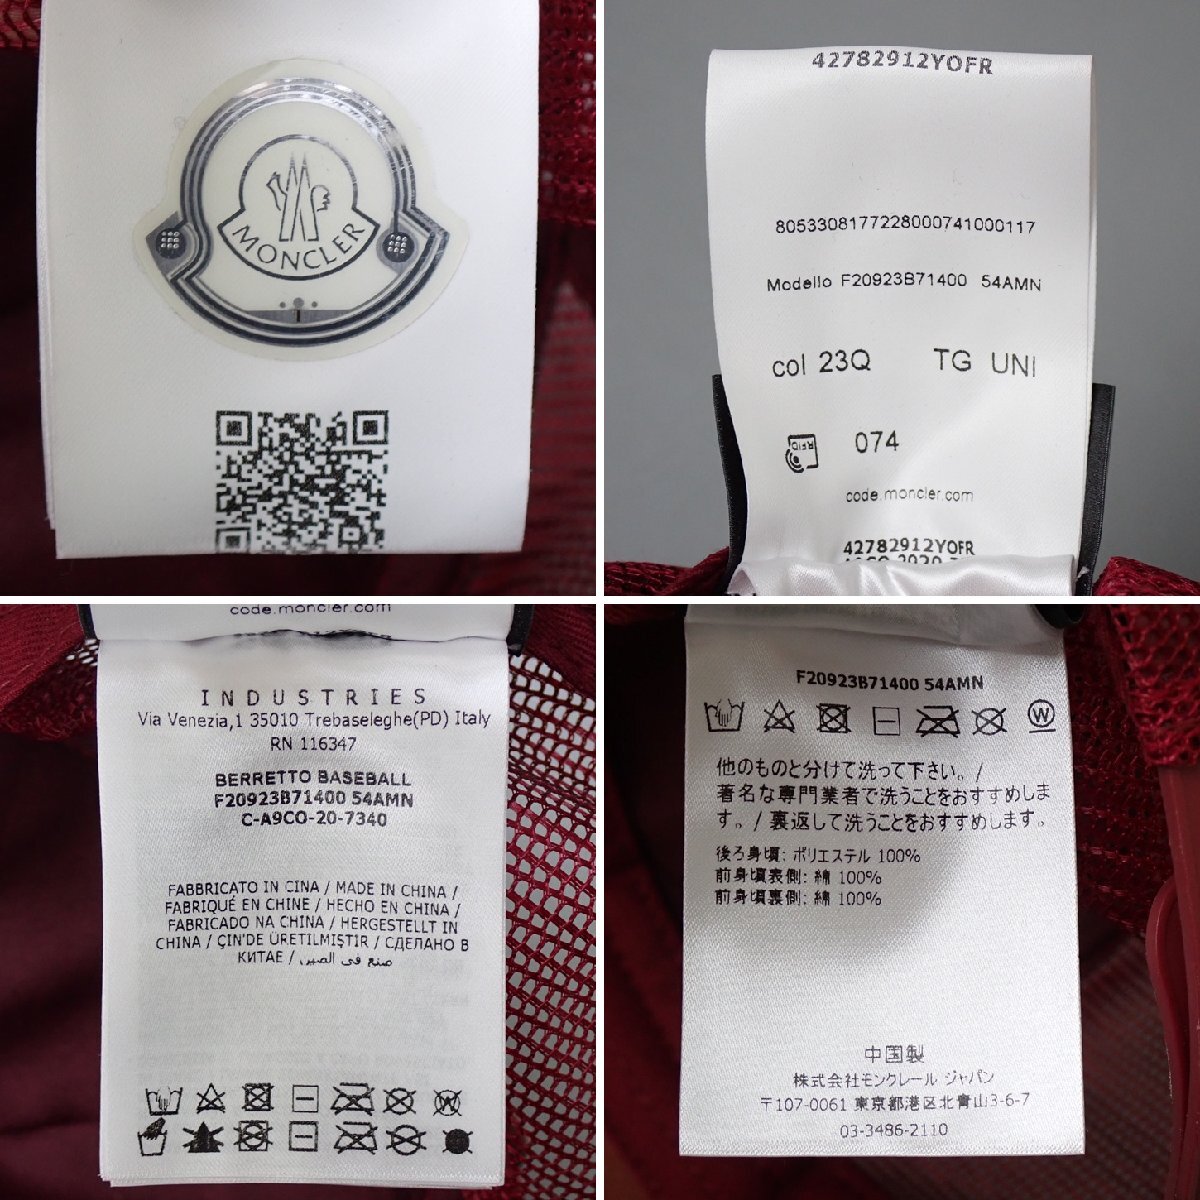 MONCLER
42782912YOFR
8053308177228000741000117
Modello F20923B71400 54AMN
col 23Q TG UNI
RFID 074
code.moncler.com
42782912YOFR
code.moncler.com
INDUSTRIES
Via Venezia,1 35010 Trebaseleghe(PD) Italy
RN 116347
BERRETTO BASEBALL
F20923B71400 54AMN
C-A9CO-20-7340
FABBRICATO IN CINA / MADE IN CHINA /
FABRIQUÉ EN CHINE / HECHO EN CHINA /
FABRICADO NA CHINA / HERGESTELLT IN
CHINA / ÇIN'DE ÜRETILMIŞTIR / СДЕЛАНО В
КИТАЕ / صنع في الصين.
F20923B71400 54AMN
W
他のものと分けて洗って下さい。/
著名な専門業者で洗うことをおすすめしま
す。/ 裏返して洗うことをおすすめします。
後ろ身頃: ポリエステル 100%
前身頃表側: 綿 100%
前身頃裏側: 綿 100%
中国製
株式会社モンクレール ジャパン
〒107-0061 東京都港区北青山3-6-7
03-3486-2110